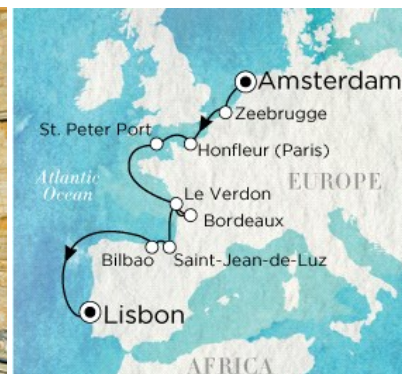 Amsterdam
Zeebrugge
St. Peter Port
Honfleur (Paris)
Atlantic
Ocean
EUROPE
Le Verdon
Bordeaux
Bilbao
Saint-Jean-de-Luz
Lisbon
AFRICA